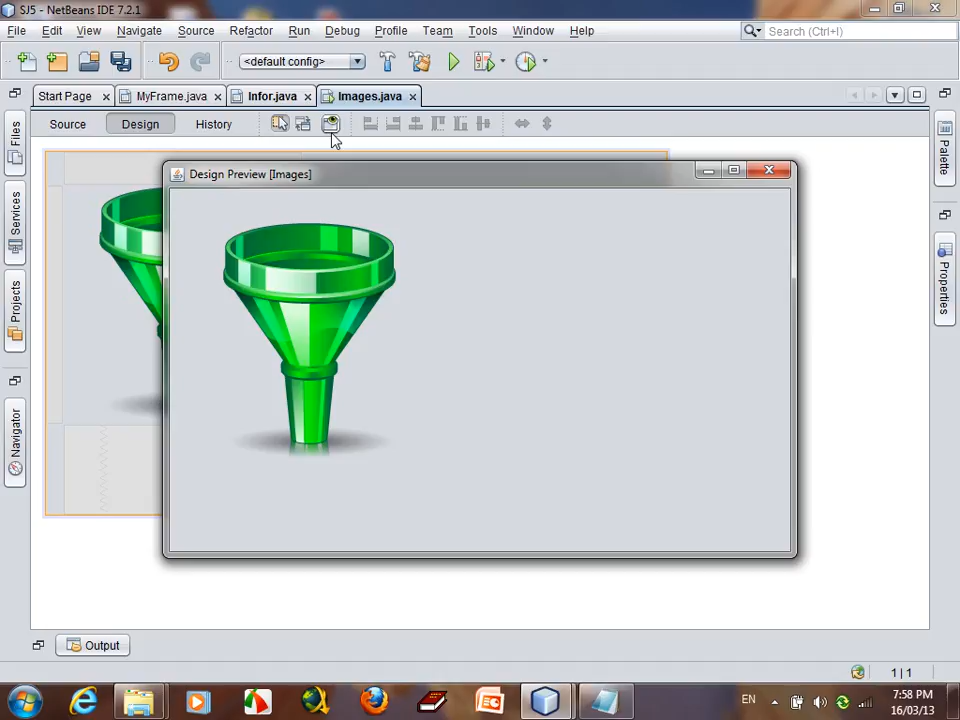 SJ5 - NetBeans IDE 7.2.1
File Edit View Navigate Source Refactor Run Debug Profile Team Tools Window Help
Search (Ctrl+I)
<default config>
Start Page MyFrame.java Infor.java Images.java
Source Design History
Files
Services
Projects
Navigator
Palette
Properties
Design Preview [Images]
Output
1 | 1
EN
7:58 PM
16/03/13